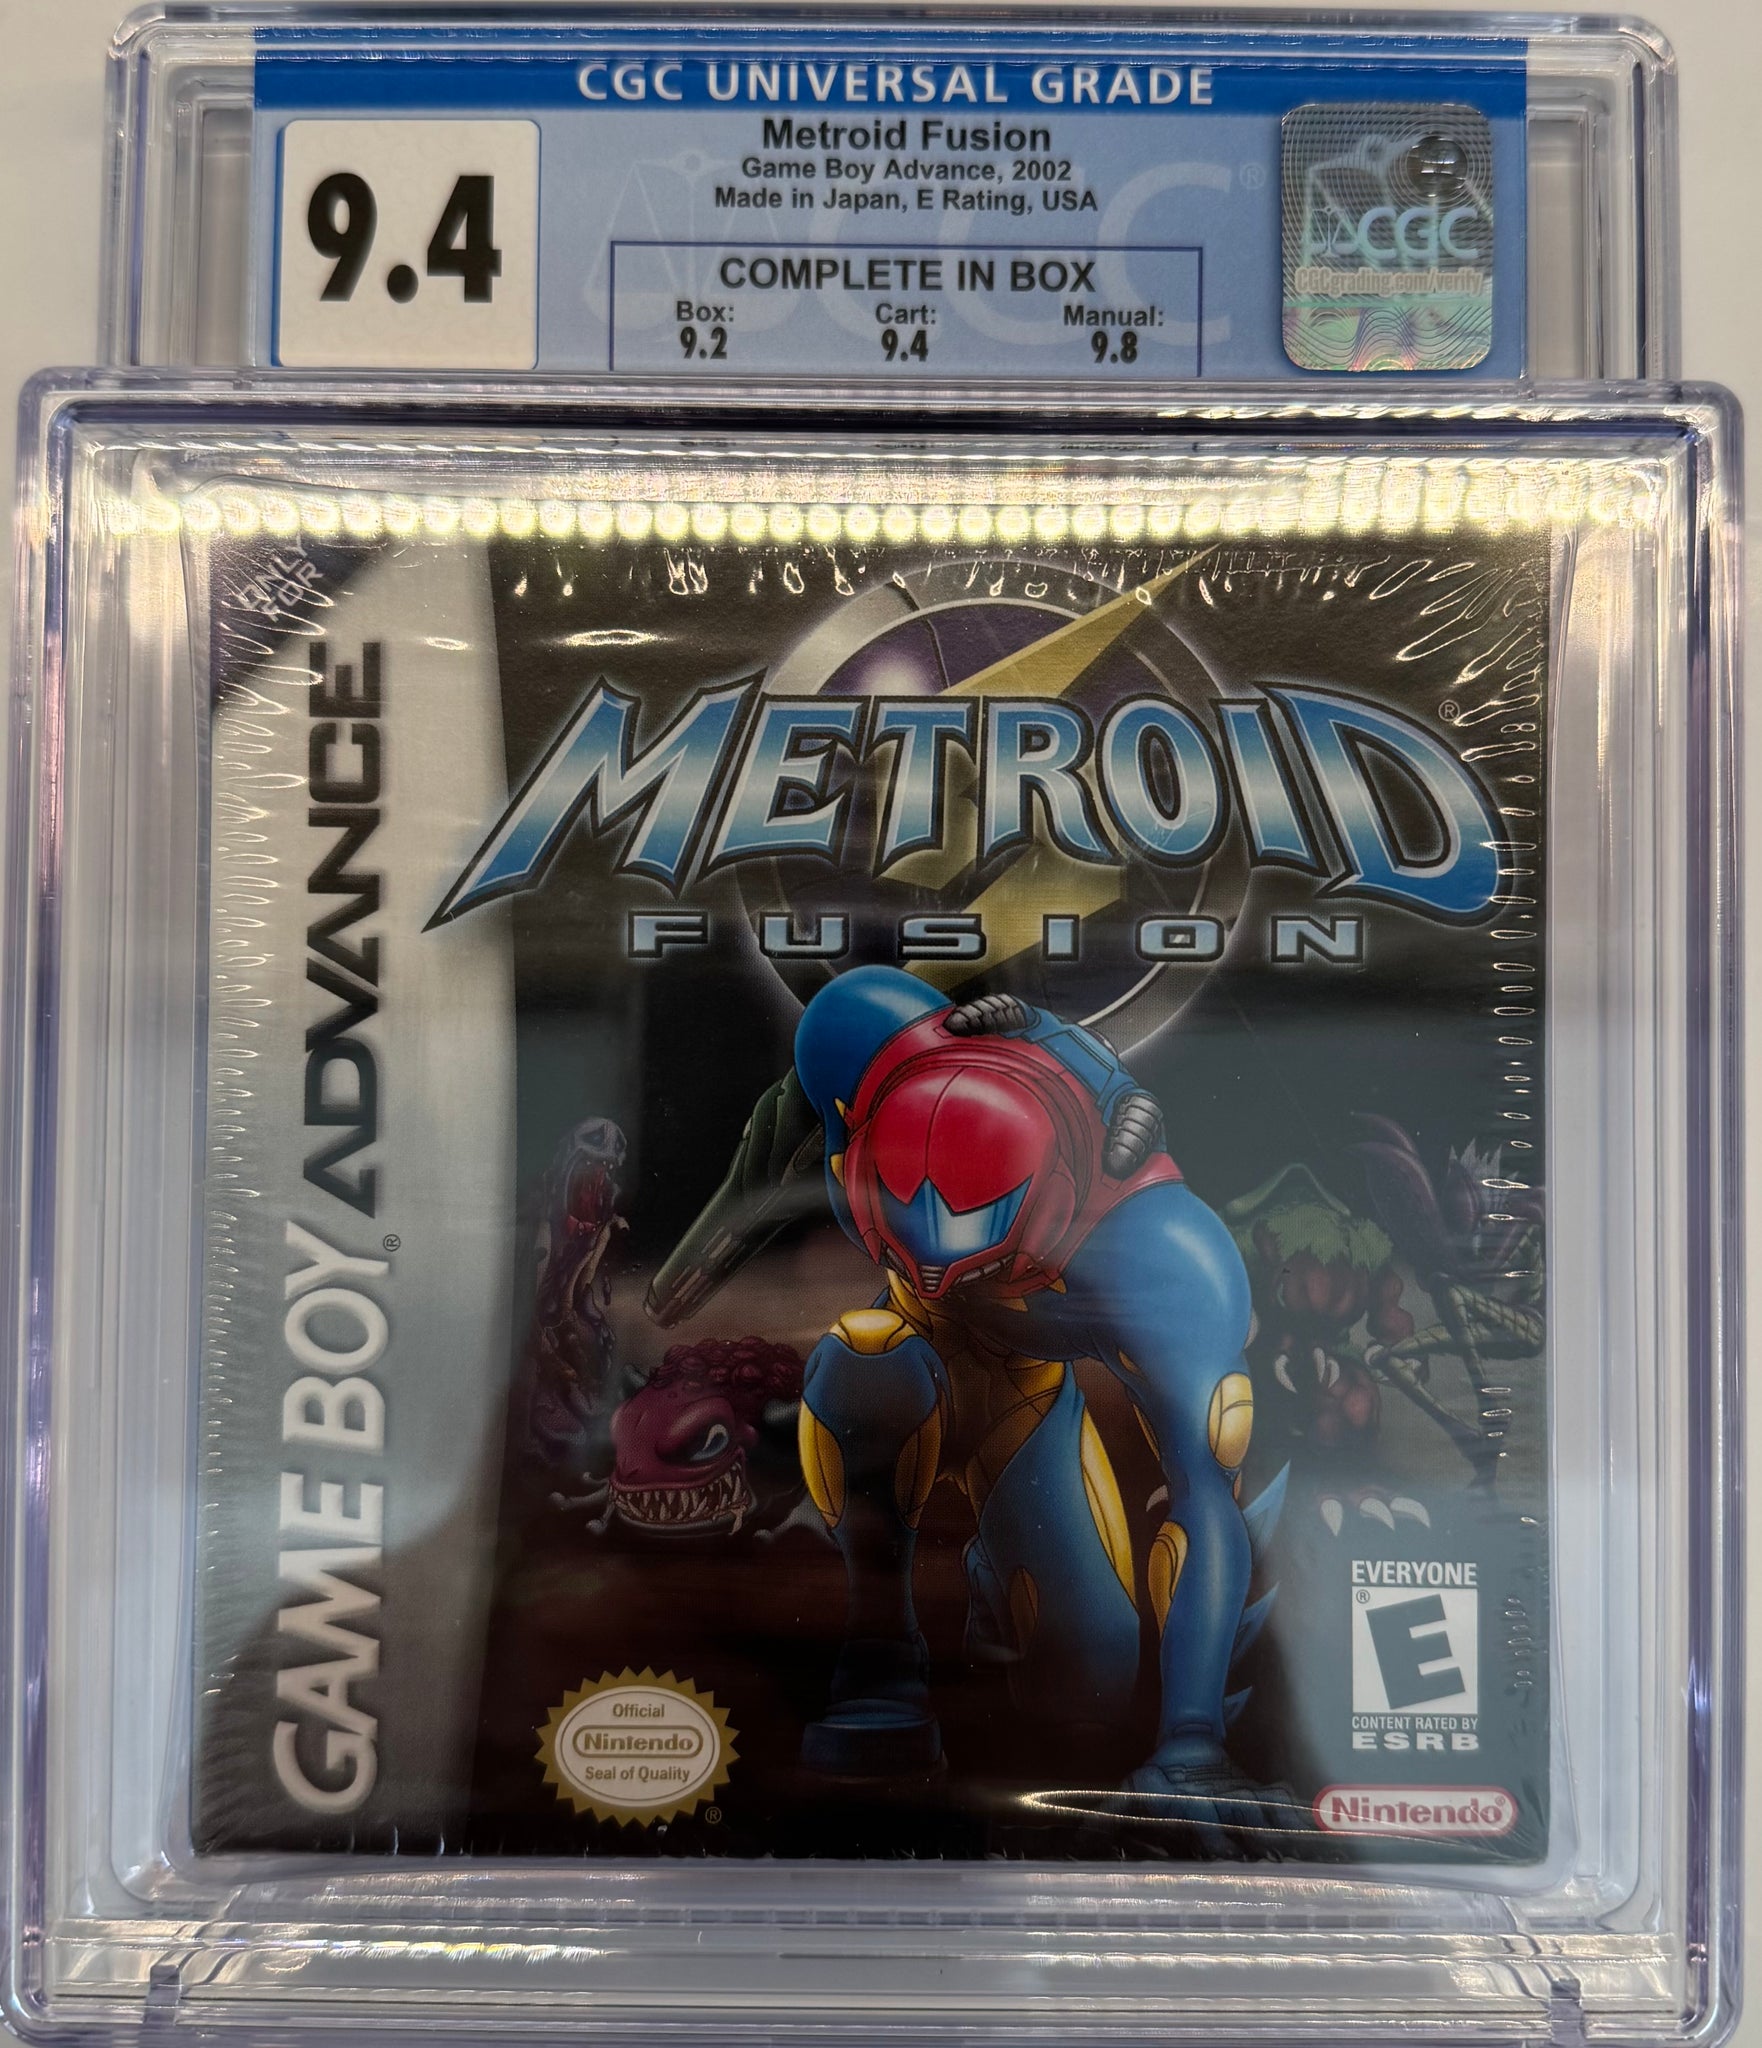 CGC UNIVERSAL GRADE
9.4
Metroid Fusion
Game Boy Advance, 2002
Made in Japan, E Rating, USA
COMPLETE IN BOX
Box: Cart: Manual:
9.2 9.4 9.8
CGC®
CGC
CGCgrading.com/verify
ONLY
FOR
GAME BOY ADVANCE®
METROID®
FUSION
EVERYONE
®
E
CONTENT RATED BY
ESRB
Official
Nintendo
Seal of Quality
®
Nintendo®